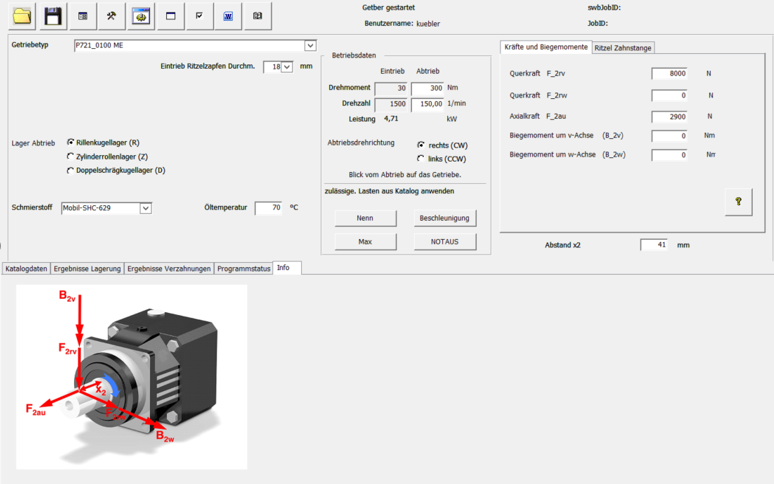 Getber gestartet
swbJobID:
Benutzername: kuebler
JobID:
Getriebetyp P721_0100 ME
Eintrieb Ritzelzapfen Durchm. 18 mm
Lager Abtrieb Rillenkugellager (R)
Zylinderrollenlager (Z)
Doppelschrägkugellager (D)
Schmierstoff Mobil-SHC-629 Öltemperatur 70 °C
Betriebsdaten
Eintrieb Abtrieb
Drehmoment 30 300 Nm
Drehzahl 1500 150,00 1/min
Leistung 4,71 kW
Abtriebsdrehrichtung rechts (CW)
links (CCW)
Blick vom Abtrieb auf das Getriebe.
zulässige. Lasten aus Katalog anwenden
Nenn Beschleunigung
Max NOTAUS
Kräfte und Biegemomente Ritzel Zahnstange
Querkraft F_2rv 8000 N
Querkraft F_2rw 0 N
Axialkraft F_2au 2900 N
Biegemoment um v-Achse (B_2v) 0 Nm
Biegemoment um w-Achse (B_2w) 0 Nm
?
Abstand x2 41 mm
Katalogdaten Ergebnisse Lagerung Ergebnisse Verzahnungen Programmstatus Info
B2v
F2rv
x2
F2au
B2w